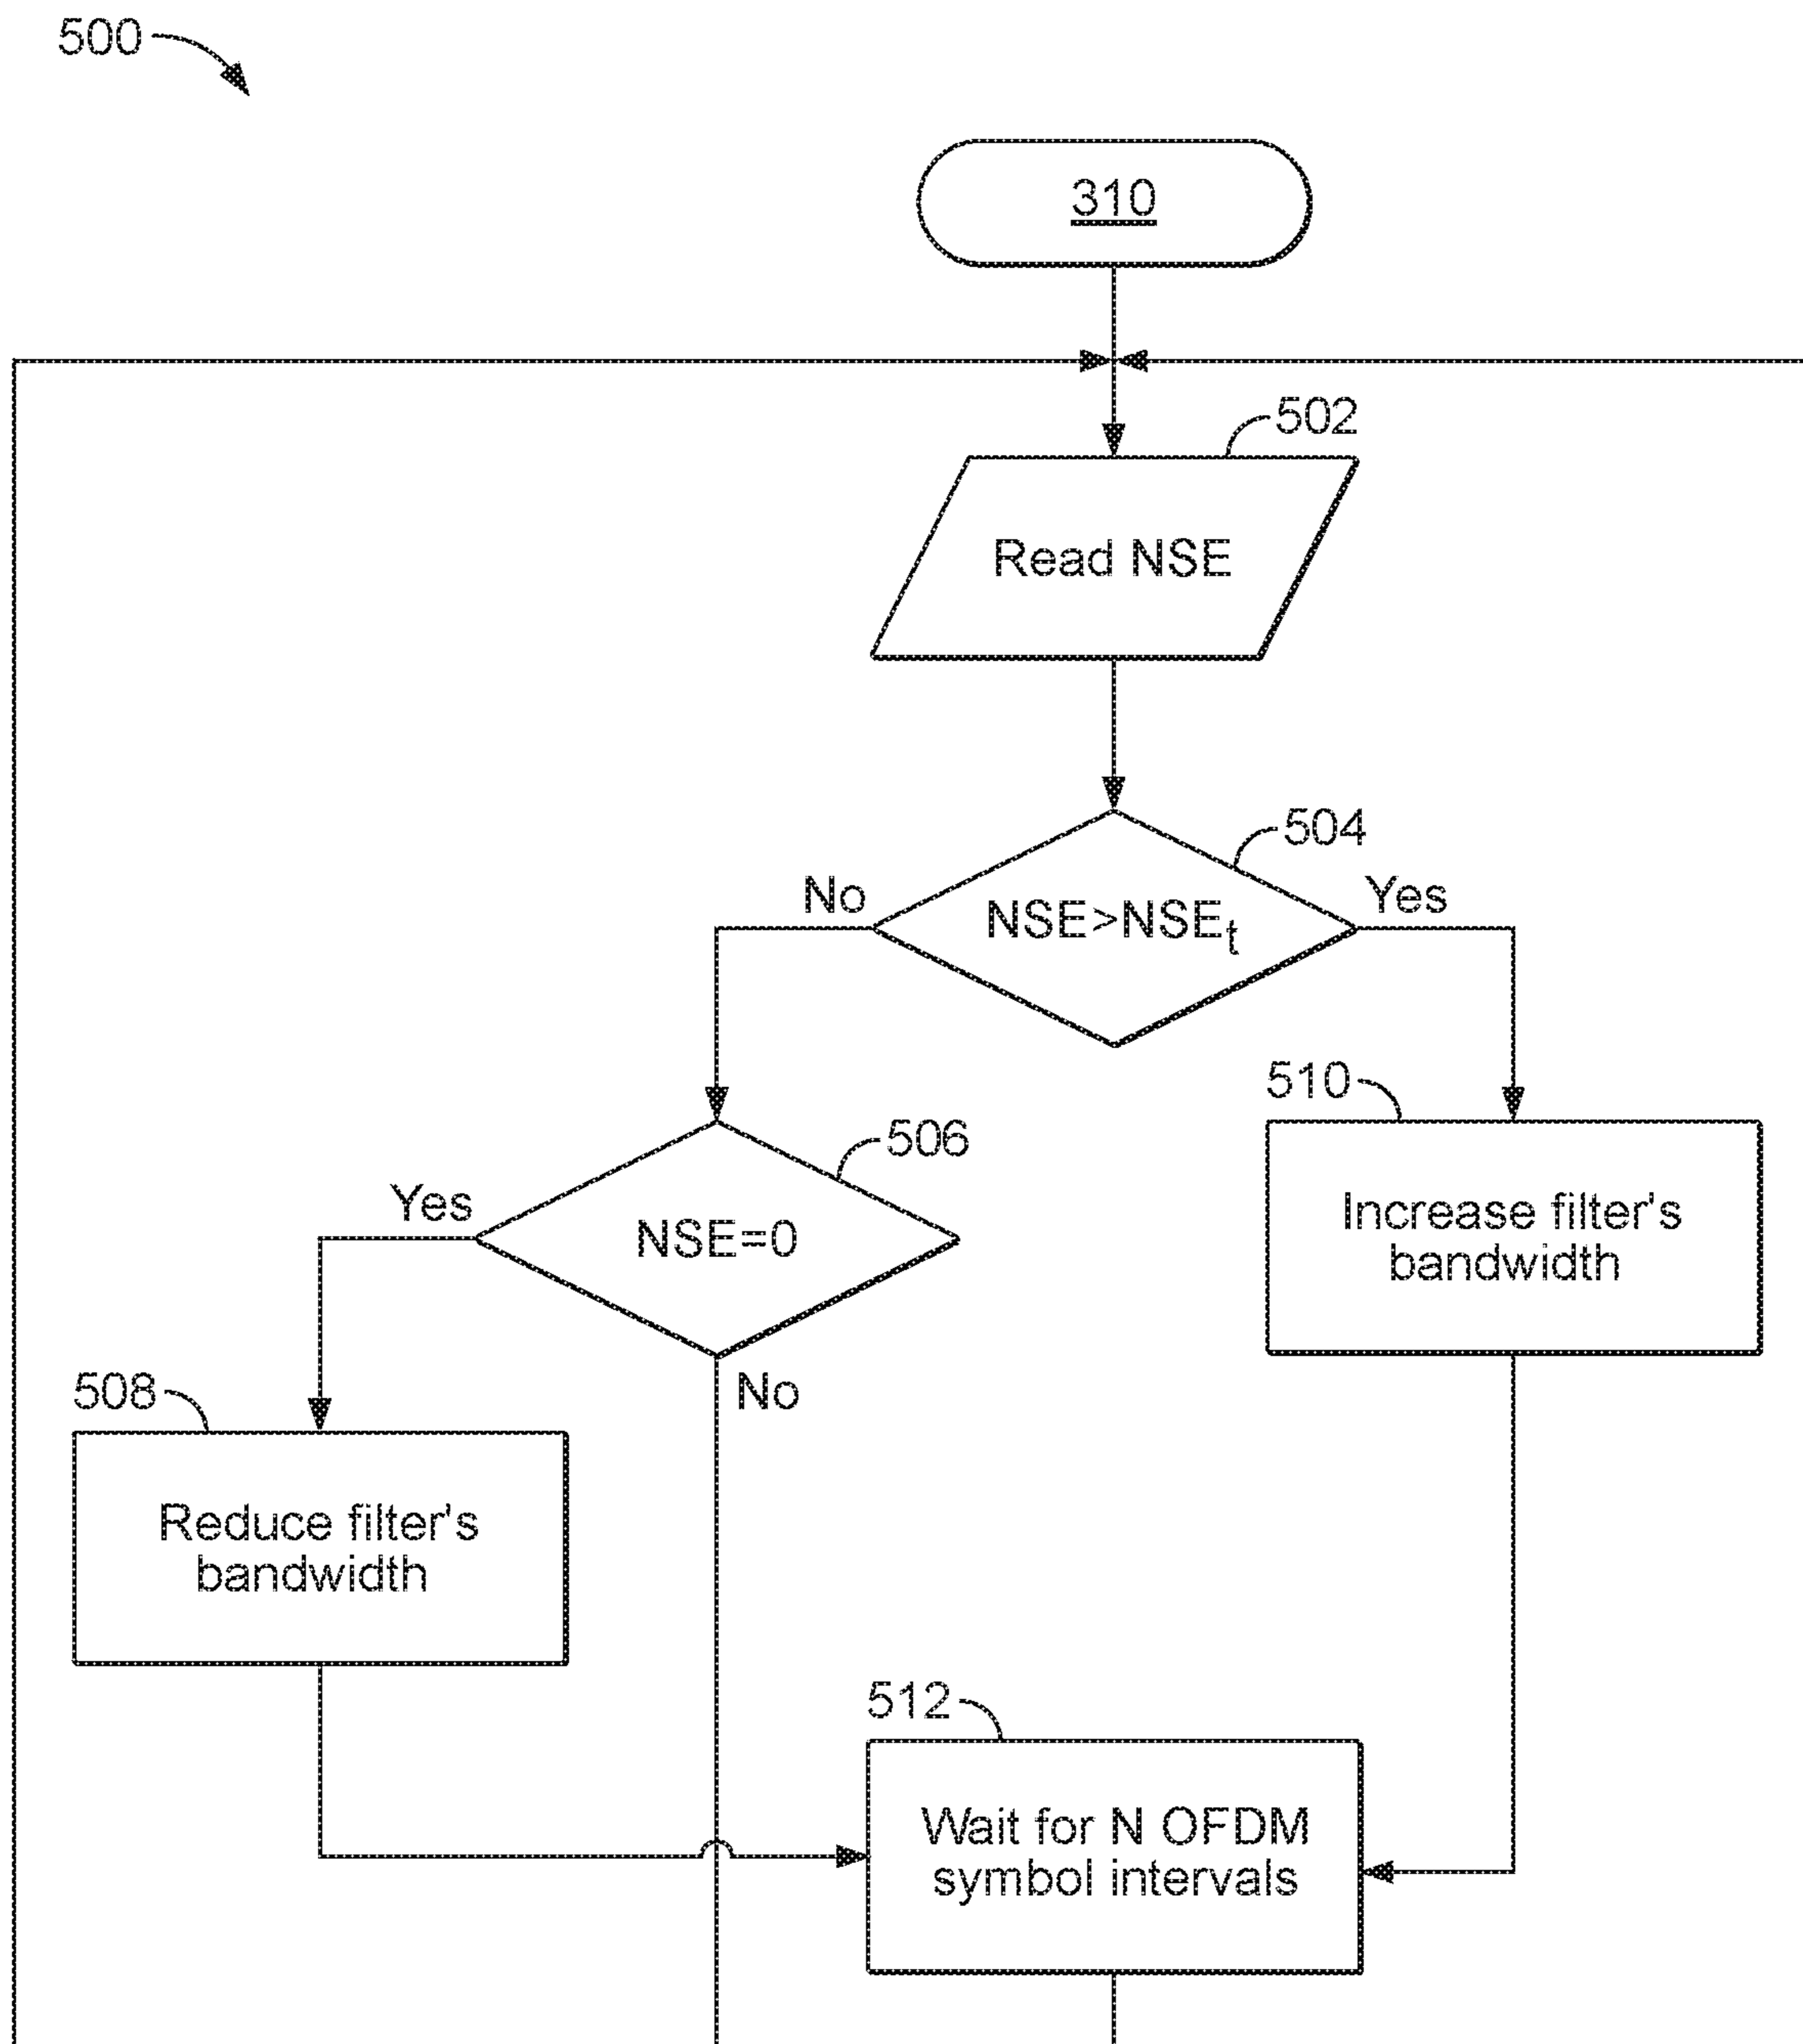 500
310
502
Read NSE
504
No
NSE>NSEt
Yes
510
506
Yes
NSE=0
Increase filter's
bandwidth
508
No
Reduce filter's
bandwidth
512
Wait for N OFDM
symbol intervals